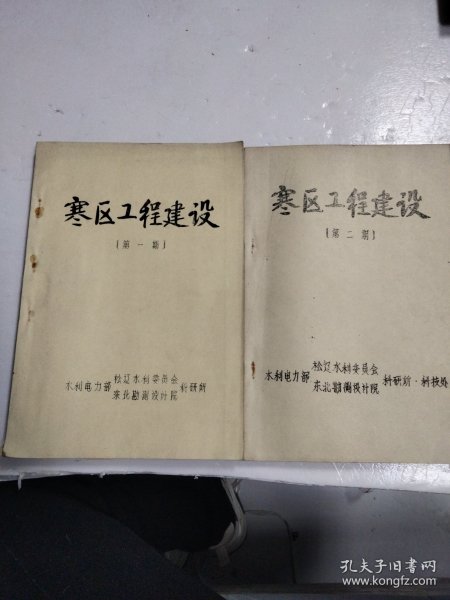 寒区工程建设
(第一期)
水利电力部 松辽水利委员会 东北勘测设计院 科研所
寒区工程建设
(第二期)
水利电力部 松辽水利委员会 东北勘测设计院 科研所·科技处
孔夫子旧书网
www.kongfz.com